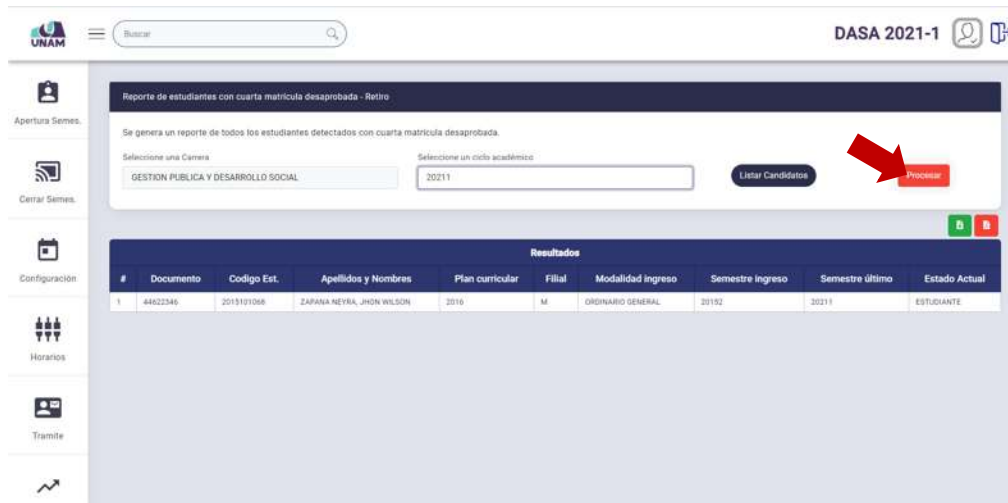 UNAM
Buscar
DASA 2021-1
Apertura Semes.
Cerrar Semes.
Configuración
Horarios
Tramite
Reporte de estudiantes con cuarta matricula desaprobada - Retiro
Se genera un reporte de todos los estudiantes detectados con cuarta matricula desaprobada.
Seleccione una Carrera Seleccione un ciclo académico
GESTION PUBLICA Y DESARROLLO SOCIAL 20211 Listar Candidatos Procesar
Resultados
# Documento Codigo Est. Apellidos y Nombres Plan curricular Filial Modalidad ingreso Semestre ingreso Semestre último Estado Actual
1 44622346 2015101068 ZAPANA NEYRA, JHON WILSON 2016 M ORDINARIO GENERAL 20152 20211 ESTUDIANTE